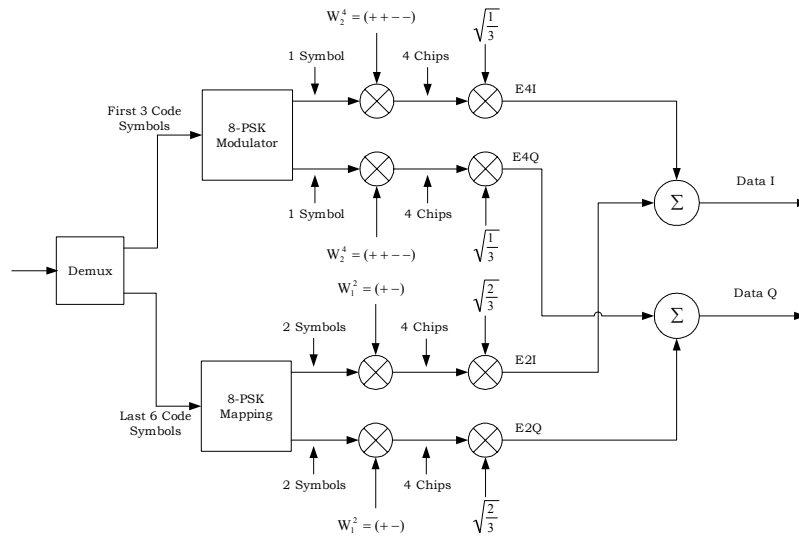 W₂⁴ = (+ + − −)
√(1/3)
1 Symbol
4 Chips
E4I
First 3 Code
Symbols
8-PSK
Modulator
E4Q
Data I
1 Symbol
4 Chips
Σ
W₂⁴ = (+ + − −)
√(1/3)
Demux
W₁² = (+ −)
√(2/3)
Data Q
2 Symbols
4 Chips
Σ
E2I
8-PSK
Mapping
Last 6 Code
Symbols
E2Q
2 Symbols
4 Chips
W₁² = (+ −)
√(2/3)